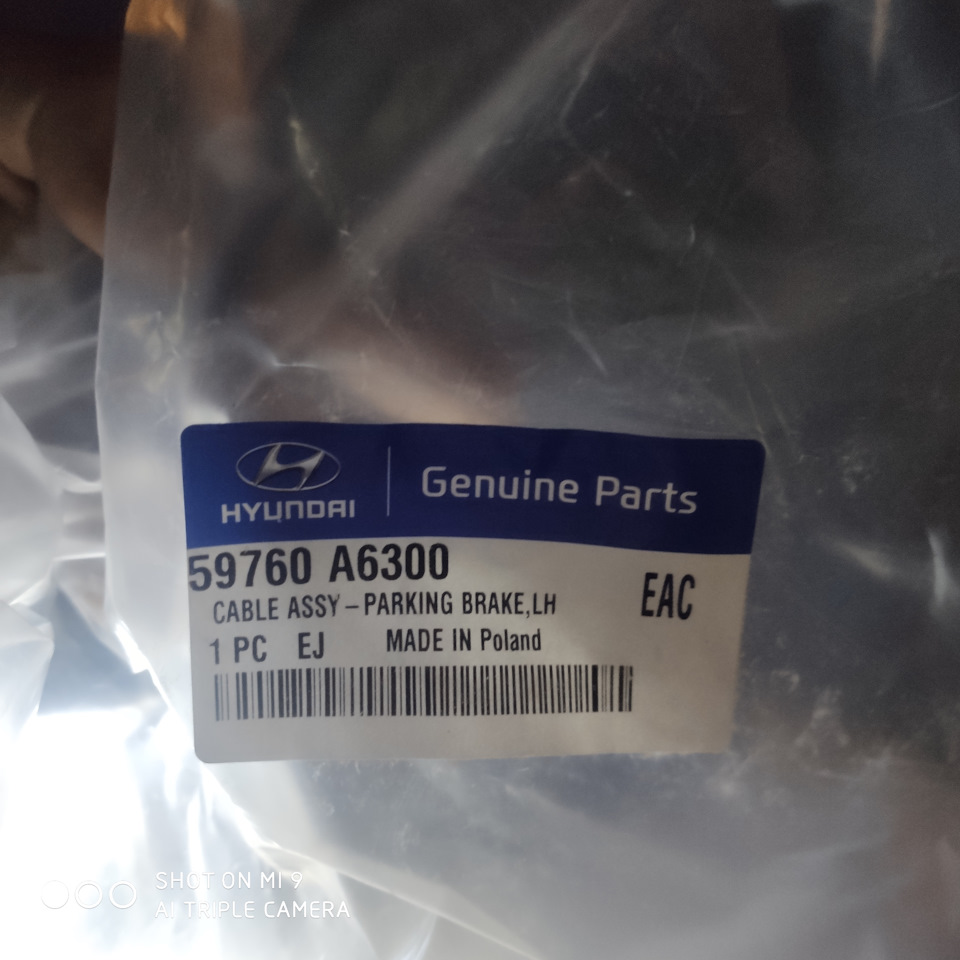 HYUNDAI
Genuine Parts
59760 A6300
CABLE ASSY-PARKING BRAKE,LH
EAC
1 PC EJ MADE IN Poland
SHOT ON MI 9
AI TRIPLE CAMERA